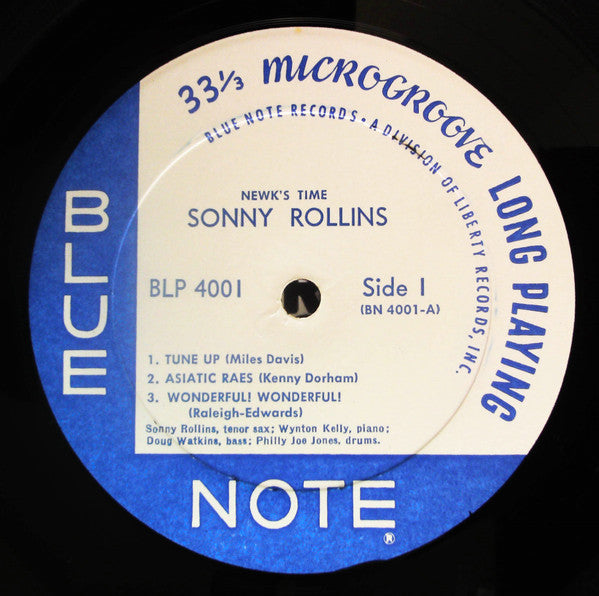 33⅓ MICROGROOVE LONG PLAYING
BLUE NOTE RECORDS • A DIVISION OF LIBERTY RECORDS, INC.
NEWK'S TIME
SONNY ROLLINS
BLP 4001
Side 1
(BN 4001-A)
1. TUNE UP (Miles Davis)
2. ASIATIC RAES (Kenny Dorham)
3. WONDERFUL! WONDERFUL!
(Raleigh-Edwards)
Sonny Rollins, tenor sax; Wynton Kelly, piano;
Doug Watkins, bass; Philly Joe Jones, drums.
BLUE
NOTE®